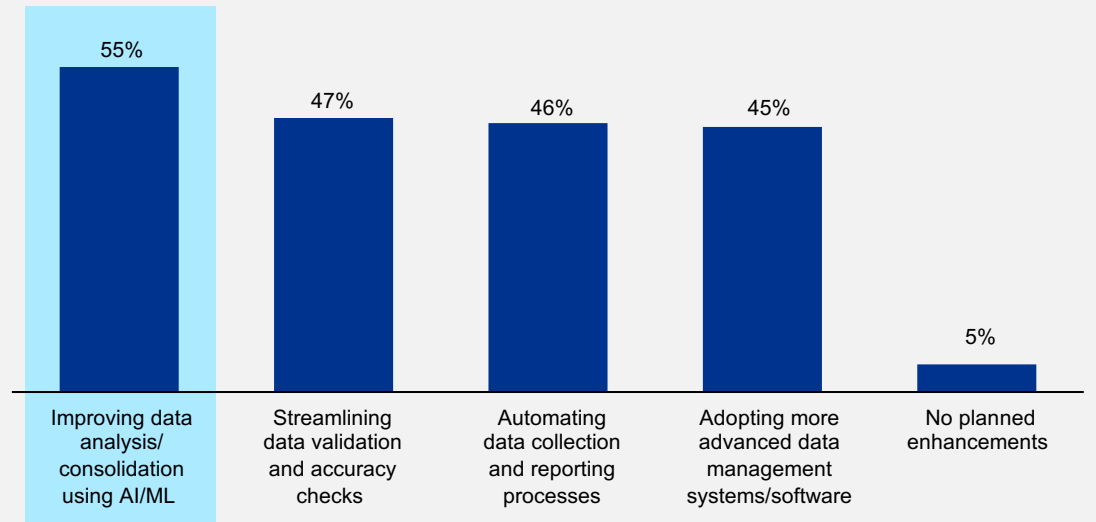 55%
47%
46%
45%
5%
Improving data
analysis/
consolidation
using AI/ML
Streamlining
data validation
and accuracy
checks
Automating
data collection
and reporting
processes
Adopting more
advanced data
management
systems/software
No planned
enhancements